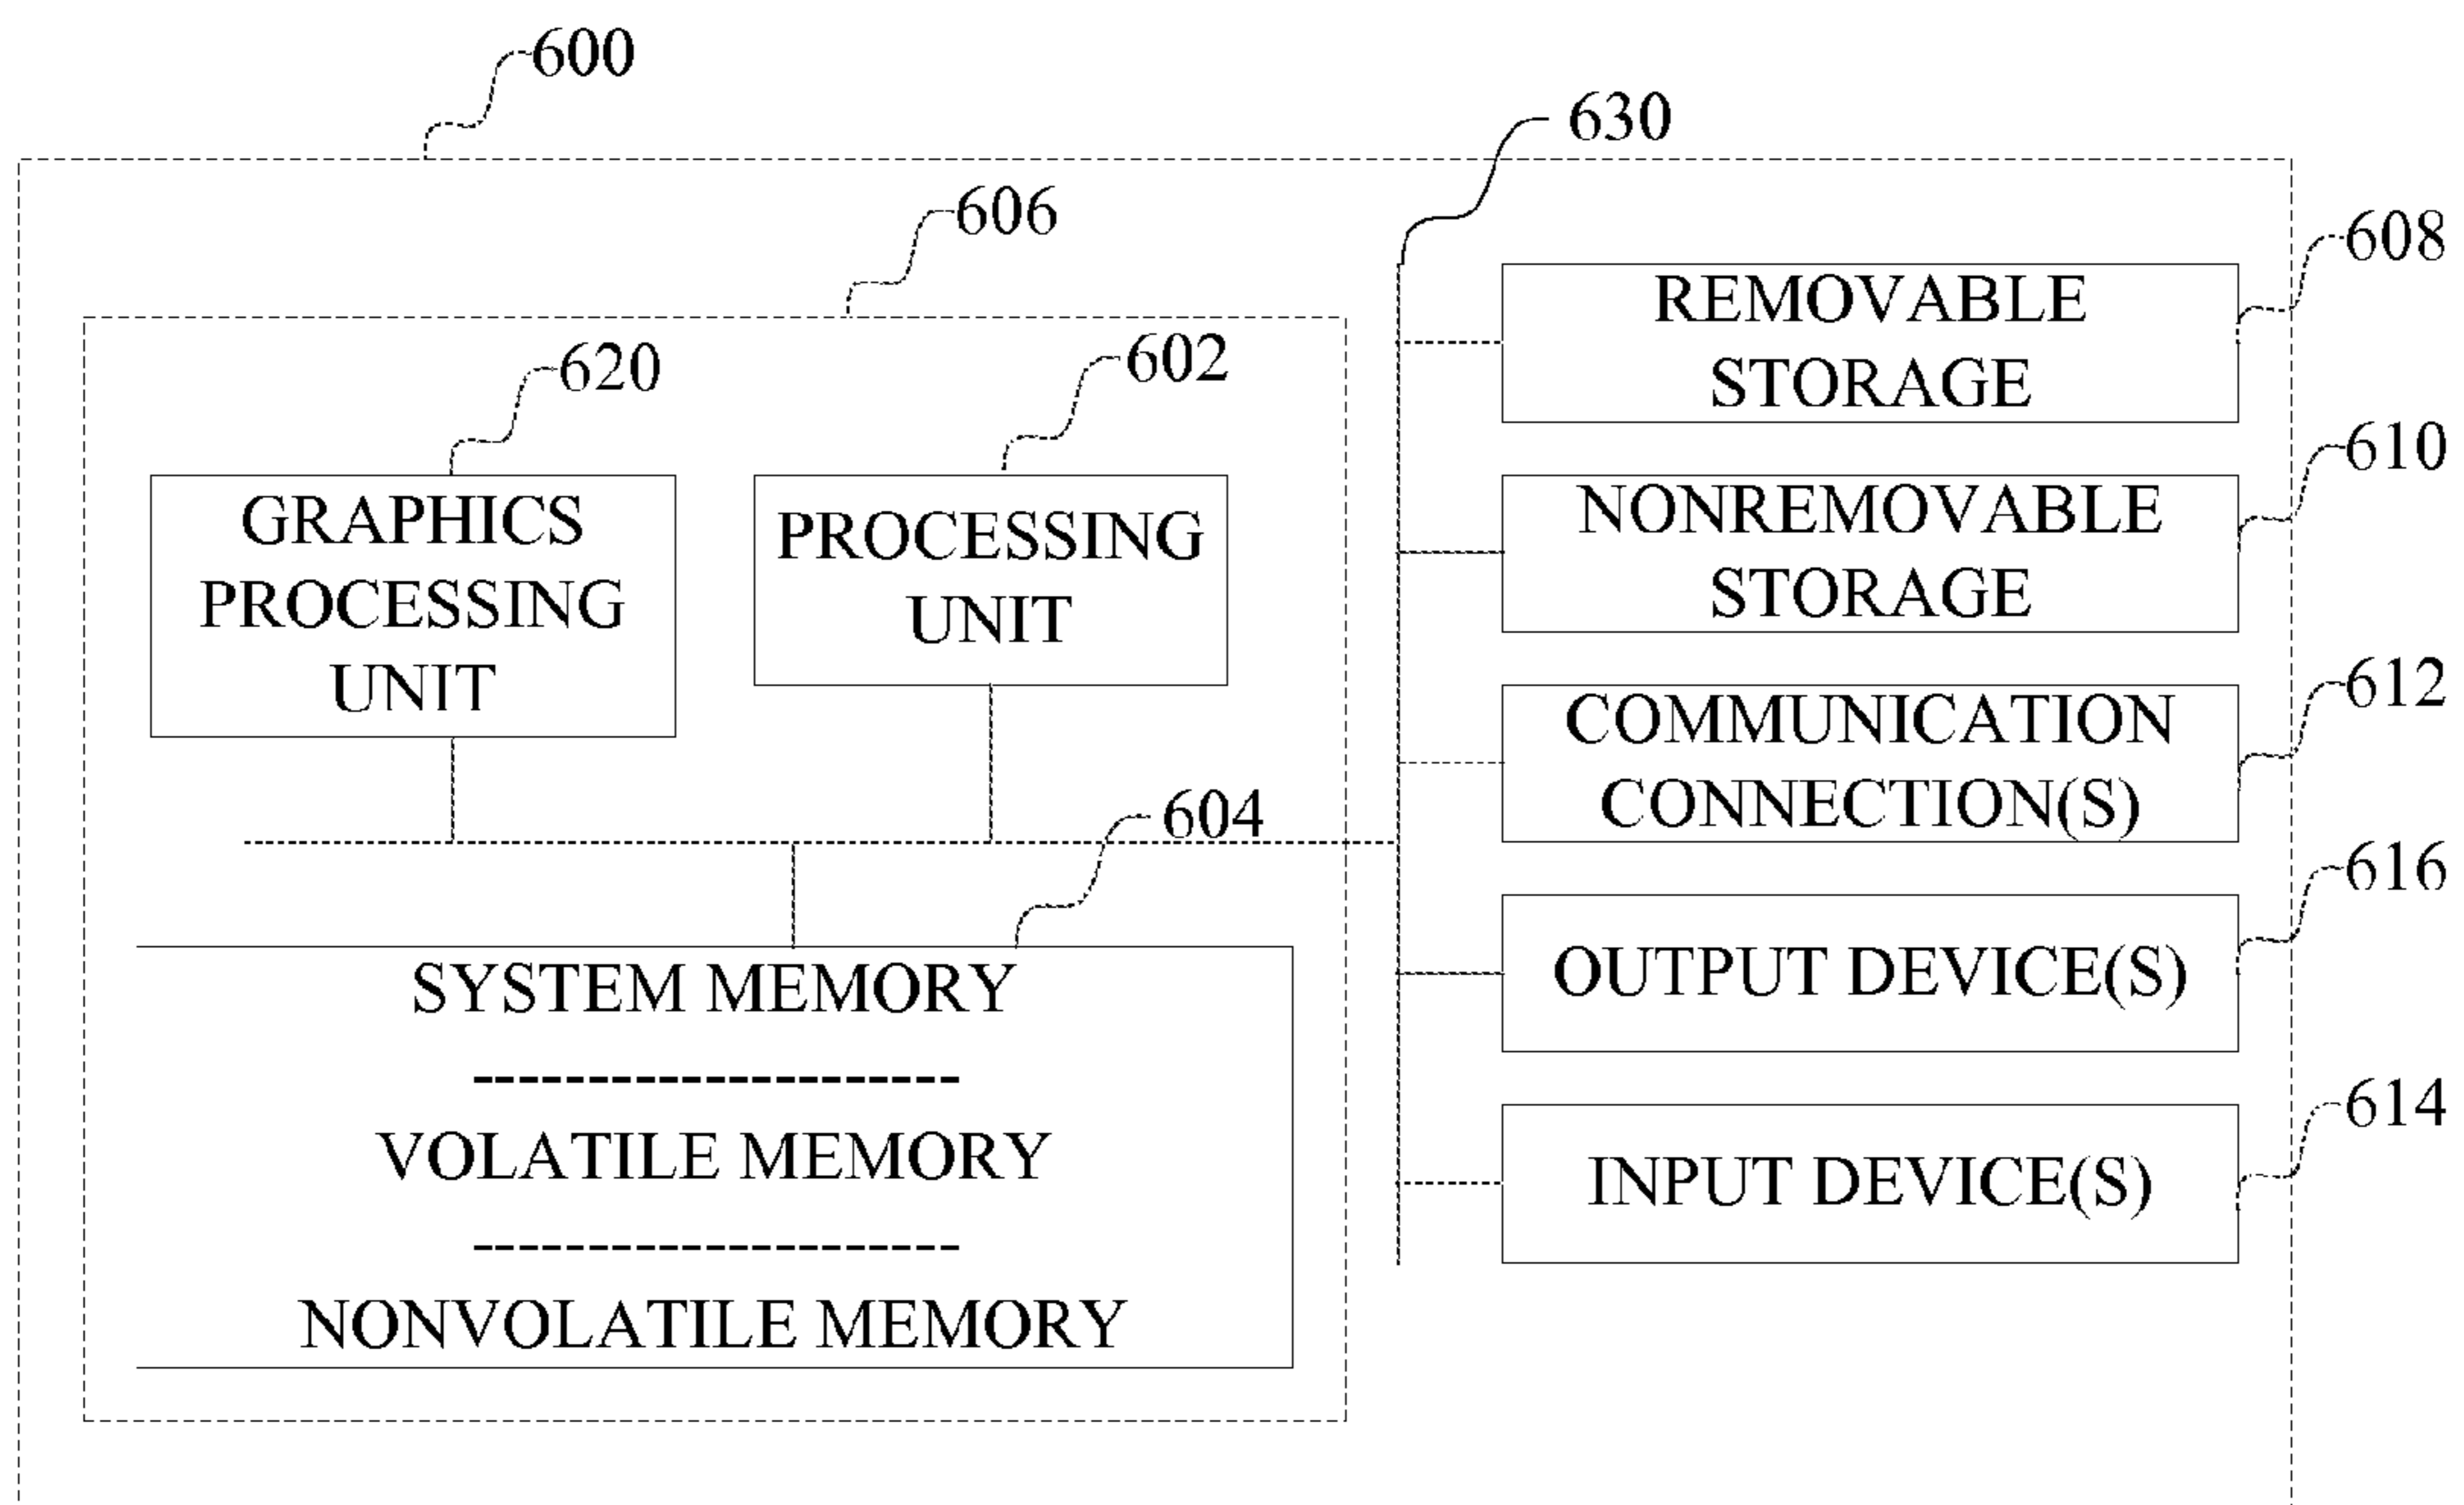 600
630
606
608
REMOVABLE
STORAGE
620
602
610
GRAPHICS
PROCESSING
UNIT
PROCESSING
UNIT
NONREMOVABLE
STORAGE
612
COMMUNICATION
CONNECTION(S)
604
616
OUTPUT DEVICE(S)
SYSTEM MEMORY
VOLATILE MEMORY
NONVOLATILE MEMORY
614
INPUT DEVICE(S)